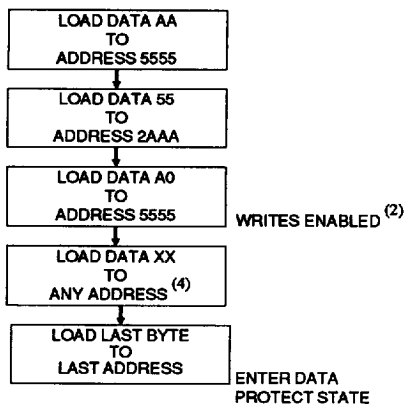 LOAD DATA AA
TO
ADDRESS 5555
LOAD DATA 55
TO
ADDRESS 2AAA
LOAD DATA A0
TO
ADDRESS 5555
WRITES ENABLED (2)
LOAD DATA XX
TO
ANY ADDRESS (4)
LOAD LAST BYTE
TO
LAST ADDRESS
ENTER DATA
PROTECT STATE